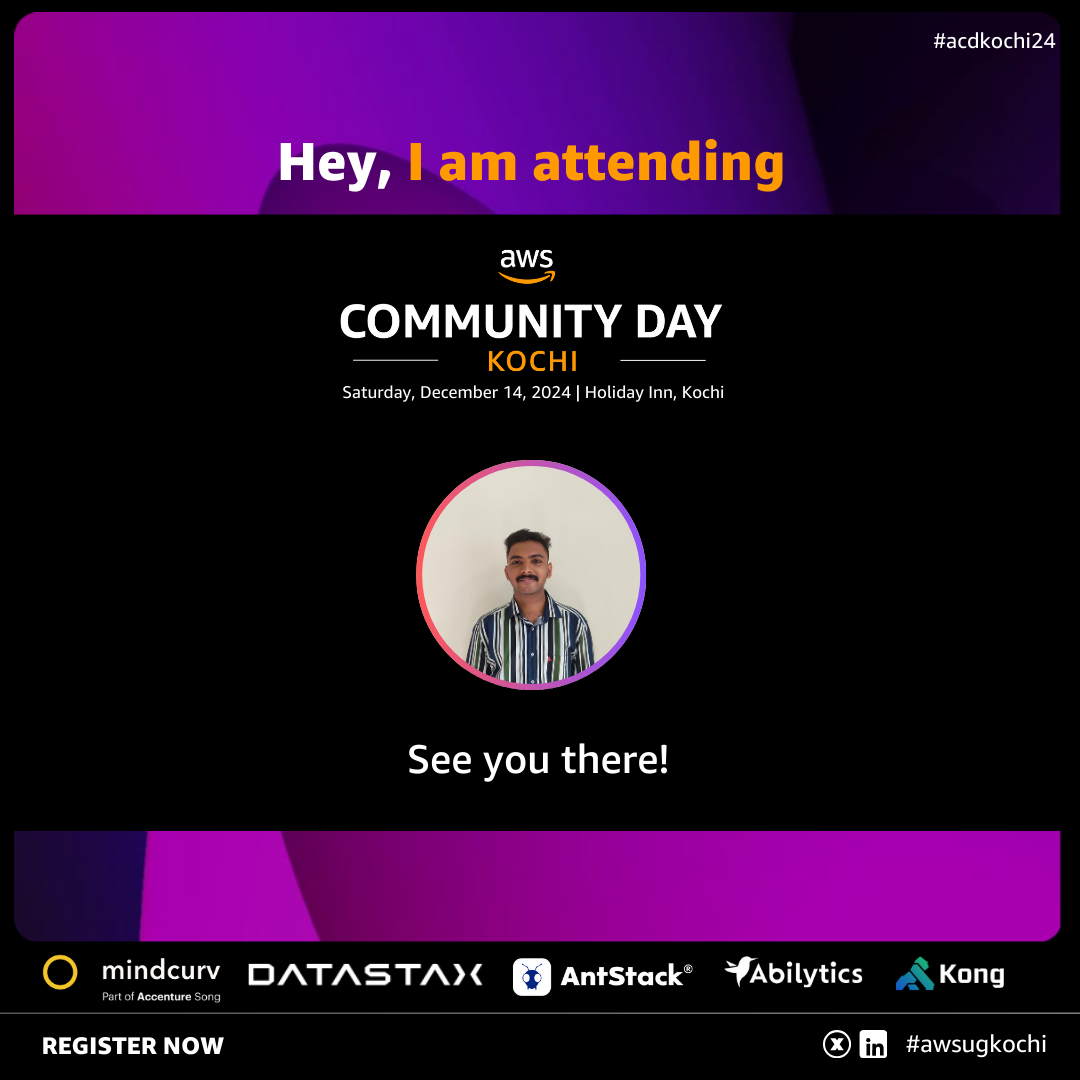 #acdkochi24
Hey, I am attending
aws
COMMUNITY DAY
KOCHI
Saturday, December 14, 2024 | Holiday Inn, Kochi
See you there!
mindcurv
Part of Accenture Song
DATASTAX
AntStack®
Abilytics
Kong
REGISTER NOW
X in #awsugkochi